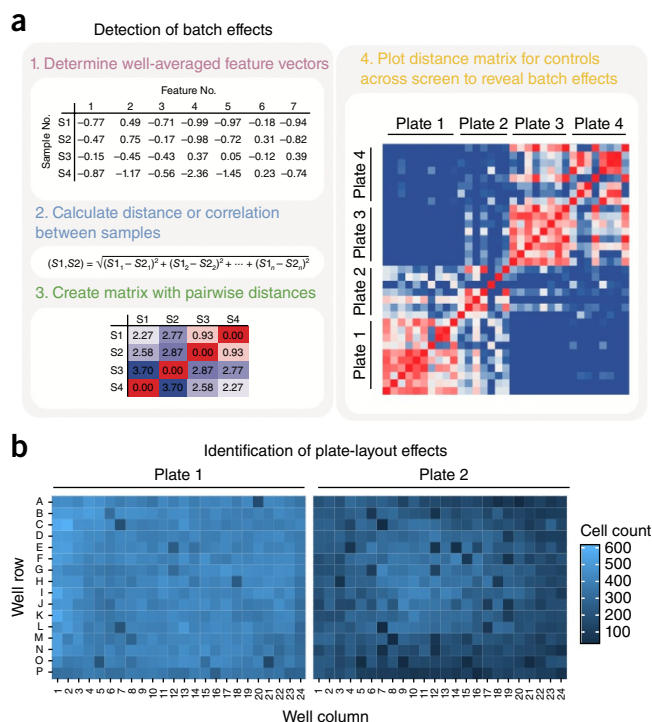 a
Detection of batch effects
1. Determine well-averaged feature vectors
Feature No.
1 2 3 4 5 6 7
Sample No.
S1 −0.77 0.49 −0.71 −0.99 −0.97 −0.18 −0.94
S2 −0.47 0.75 −0.17 −0.98 −0.72 0.31 −0.82
S3 −0.15 −0.45 −0.43 0.37 0.05 −0.12 0.39
S4 −0.87 −1.17 −0.56 −2.36 −1.45 0.23 −0.74
2. Calculate distance or correlation
between samples
(S1,S2) = √(S1₁ − S2₁)² + (S1₂ − S2₂)² + ··· + (S1ₙ − S2ₙ)²
3. Create matrix with pairwise distances
S1 S2 S3 S4
S1 2.27 2.77 0.93 0.00
S2 2.58 2.87 0.00 0.93
S3 3.70 0.00 2.87 2.77
S4 0.00 3.70 2.58 2.27
4. Plot distance matrix for controls
across screen to reveal batch effects
Plate 1 Plate 2 Plate 3 Plate 4
Plate 4
Plate 3
Plate 2
Plate 1
b
Identification of plate-layout effects
Plate 1 Plate 2
Well row
A
B
C
D
E
F
G
H
I
J
K
L
M
N
O
P
1 2 3 4 5 6 7 8 9 10 11 12 13 14 15 16 17 18 19 20 21 22 23 24
1 2 3 4 5 6 7 8 9 10 11 12 13 14 15 16 17 18 19 20 21 22 23 24
Well column
Cell count
600
500
400
300
200
100